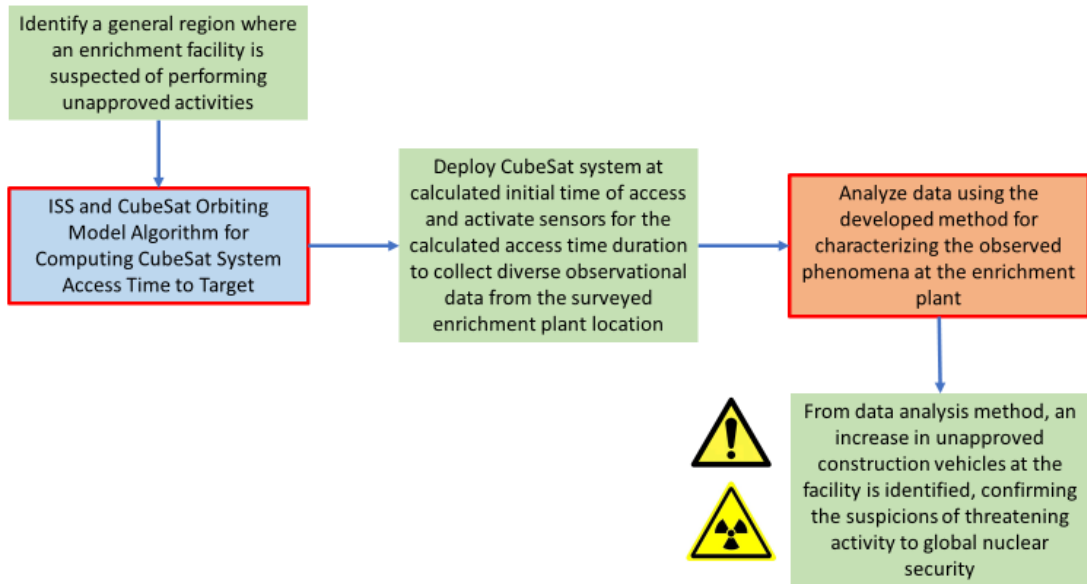 Identify a general region where
an enrichment facility is
suspected of performing
unapproved activities
ISS and CubeSat Orbiting
Model Algorithm for
Computing CubeSat System
Access Time to Target
Deploy CubeSat system at
calculated initial time of access
and activate sensors for the
calculated access time duration
to collect diverse observational
data from the surveyed
enrichment plant location
Analyze data using the
developed method for
characterizing the observed
phenomena at the enrichment
plant
From data analysis method, an
increase in unapproved
construction vehicles at the
facility is identified, confirming
the suspicions of threatening
activity to global nuclear
security